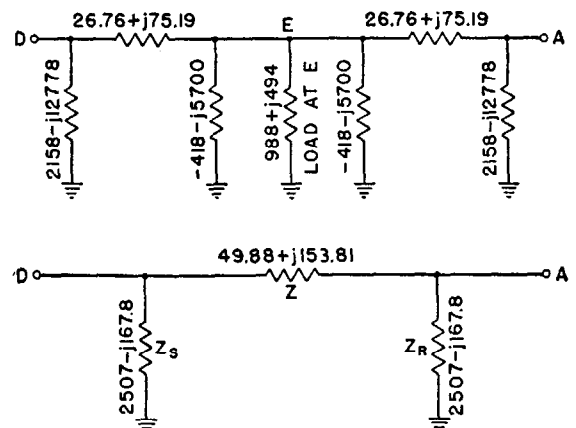 26.76+j75.19
E
26.76+j75.19
D
A
2158-j12778
-418-j5700
988+j494
LOAD AT E
-418-j5700
2158-j12778
49.88+j153.81
D
Z
A
2507-j167.8
Zs
ZR
2507-j167.8